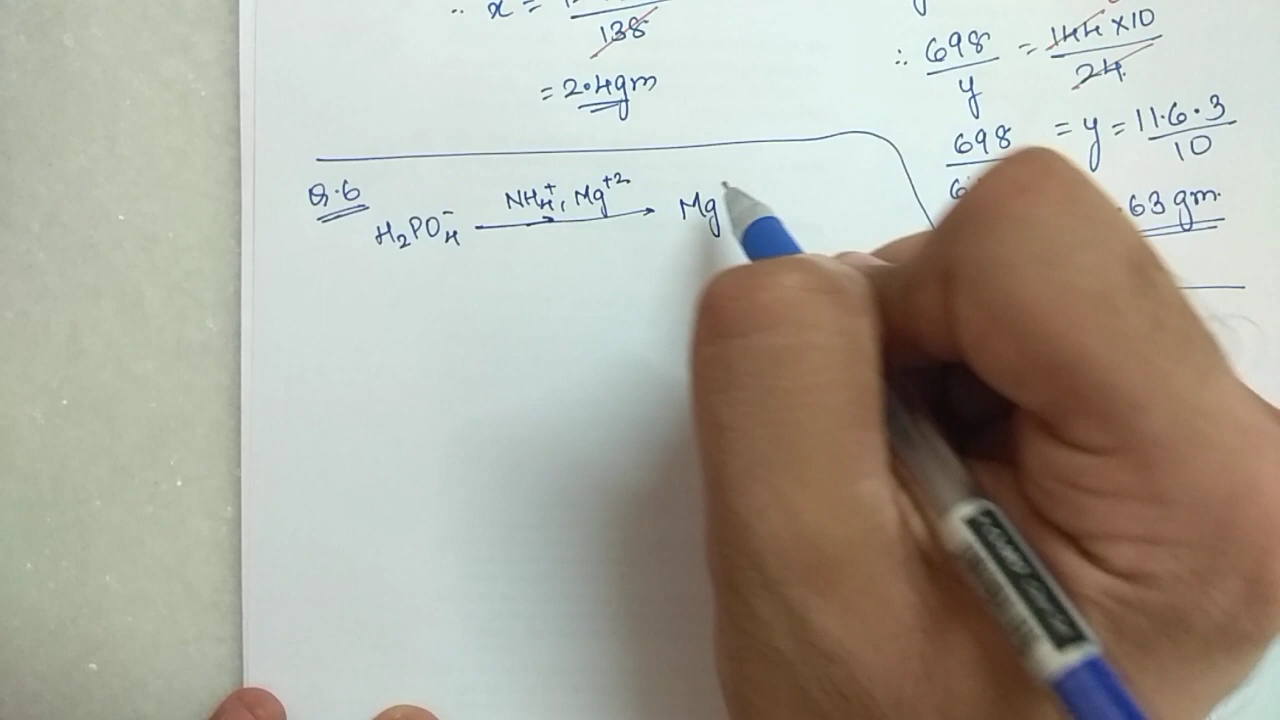 ∴ x =
138
= 2.4gm
∴ 698/y = 144×10/24
698 = y = 11.6.3/10
63 gm.
Q.6
H₂PO₄⁻ —NH₄⁺, Mg⁺²→ Mg